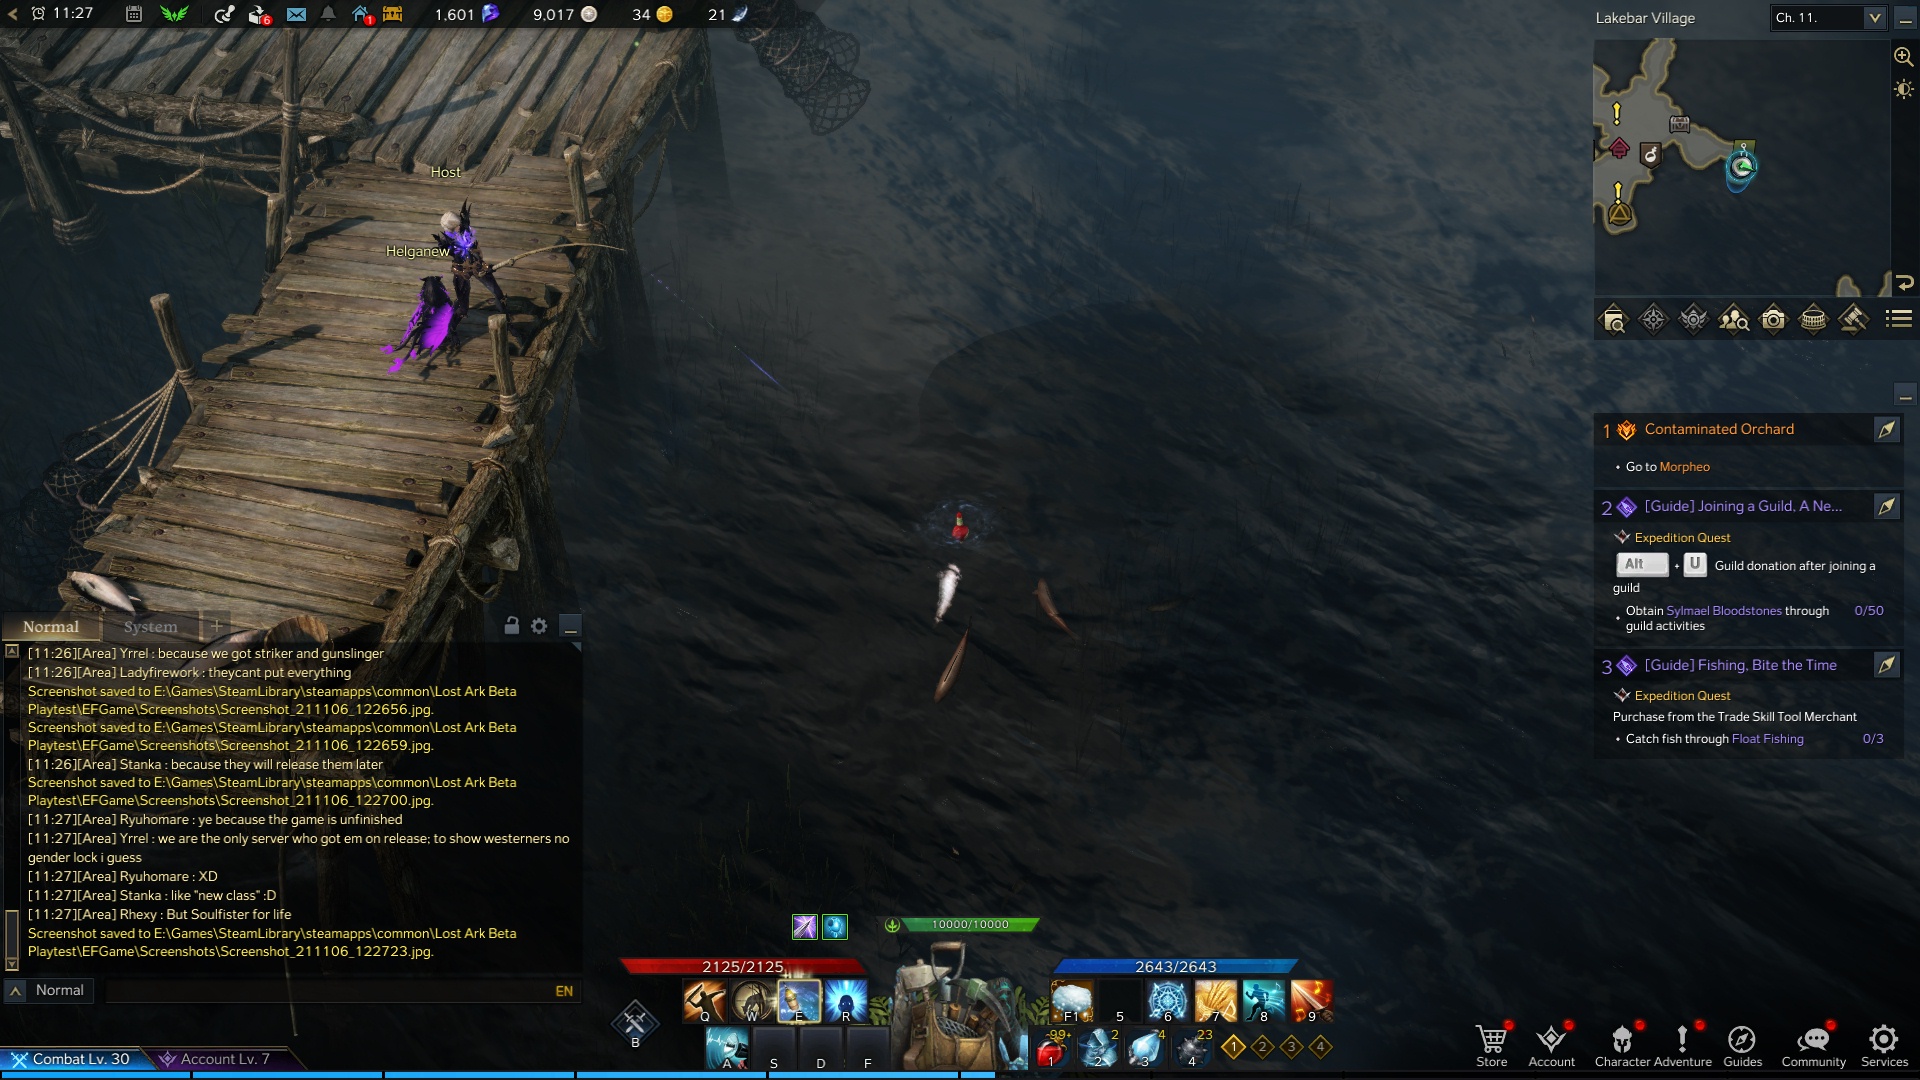 11:27
6
1
1,601
9,017
34
21
Lakebar Village
Ch. 11.
Host
Helganew
1 Contaminated Orchard
Go to Morpheo
2 [Guide] Joining a Guild, A Ne...
Expedition Quest
Alt + U Guild donation after joining a
guild
Obtain Sylmael Bloodstones through 0/50
guild activities
3 [Guide] Fishing, Bite the Time
Expedition Quest
Purchase from the Trade Skill Tool Merchant
Catch fish through Float Fishing 0/3
Normal System +
[11:26][Area] Yrrel : because we got striker and gunslinger
[11:26][Area] Ladyfirework : theycant put everything
Screenshot saved to E:\Games\SteamLibrary\steamapps\common\Lost Ark Beta
Playtest\EFGame\Screenshots\Screenshot_211106_122656.jpg.
Screenshot saved to E:\Games\SteamLibrary\steamapps\common\Lost Ark Beta
Playtest\EFGame\Screenshots\Screenshot_211106_122659.jpg.
[11:26][Area] Stanka : because they will release them later
Screenshot saved to E:\Games\SteamLibrary\steamapps\common\Lost Ark Beta
Playtest\EFGame\Screenshots\Screenshot_211106_122700.jpg.
[11:27][Area] Ryuhomare : ye because the game is unfinished
[11:27][Area] Yrrel : we are the only server who got em on release; to show westerners no
gender lock i guess
[11:27][Area] Ryuhomare : XD
[11:27][Area] Stanka : like "new class" :D
[11:27][Area] Rhexy : But Soulfister for life
Screenshot saved to E:\Games\SteamLibrary\steamapps\common\Lost Ark Beta
Playtest\EFGame\Screenshots\Screenshot_211106_122723.jpg.
Normal
EN
10000/10000
2125/2125
2643/2643
Q W E R
F1 5 6 7 8 9
B
A S D F
99+ 2 4 23
1 2 3 4
1 2 3 4
Combat Lv. 30
Account Lv. 7
Store Account Character Adventure Guides Community Services